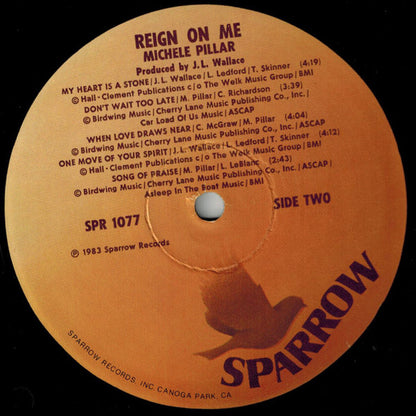 REIGN ON ME
MICHELE PILLAR
Produced by J.L. Wallace
MY HEART IS A STONE/J.L. Wallace/L. Ledford/T. Skinner (4:19)
© Hall-Clement Publications c/o The Welk Music Group/BMI
DON'T WAIT TOO LATE/M. Pillar/C. Richardson (3:39)
© Birdwing Music/Cherry Lane Music Publishing Co., Inc./
Car Load Of Us Music/ASCAP
WHEN LOVE DRAWS NEAR/C. McGraw/M. Pillar (4:04)
© Birdwing Music/Cherry Lane Music Publishing Co., Inc./ASCAP
ONE MOVE OF YOUR SPIRIT/J.L. Wallace/L. Ledford/T. Skinner (4:12)
© Hall-Clement Publications c/o The Welk Music Group/BMI
SONG OF PRAISE/M. Pillar/L. LeBlanc (2:43)
© Birdwing Music/Cherry Lane Music Publishing Co., Inc./ASCAP/
Asleep In The Boat Music/BMI
SPR 1077
SIDE TWO
℗ 1983 Sparrow Records
SPARROW
SPARROW RECORDS, INC. CANOGA PARK, CA